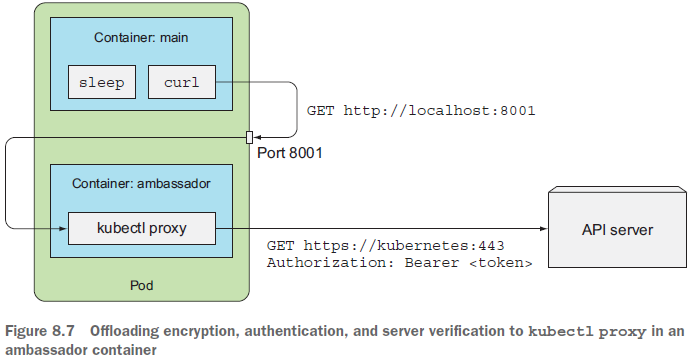 Container: main
sleep
curl
GET http://localhost:8001
Port 8001
Container: ambassador
kubectl proxy
API server
GET https://kubernetes:443
Authorization: Bearer <token>
Pod
Figure 8.7 Offloading encryption, authentication, and server verification to kubectl proxy in an
ambassador container